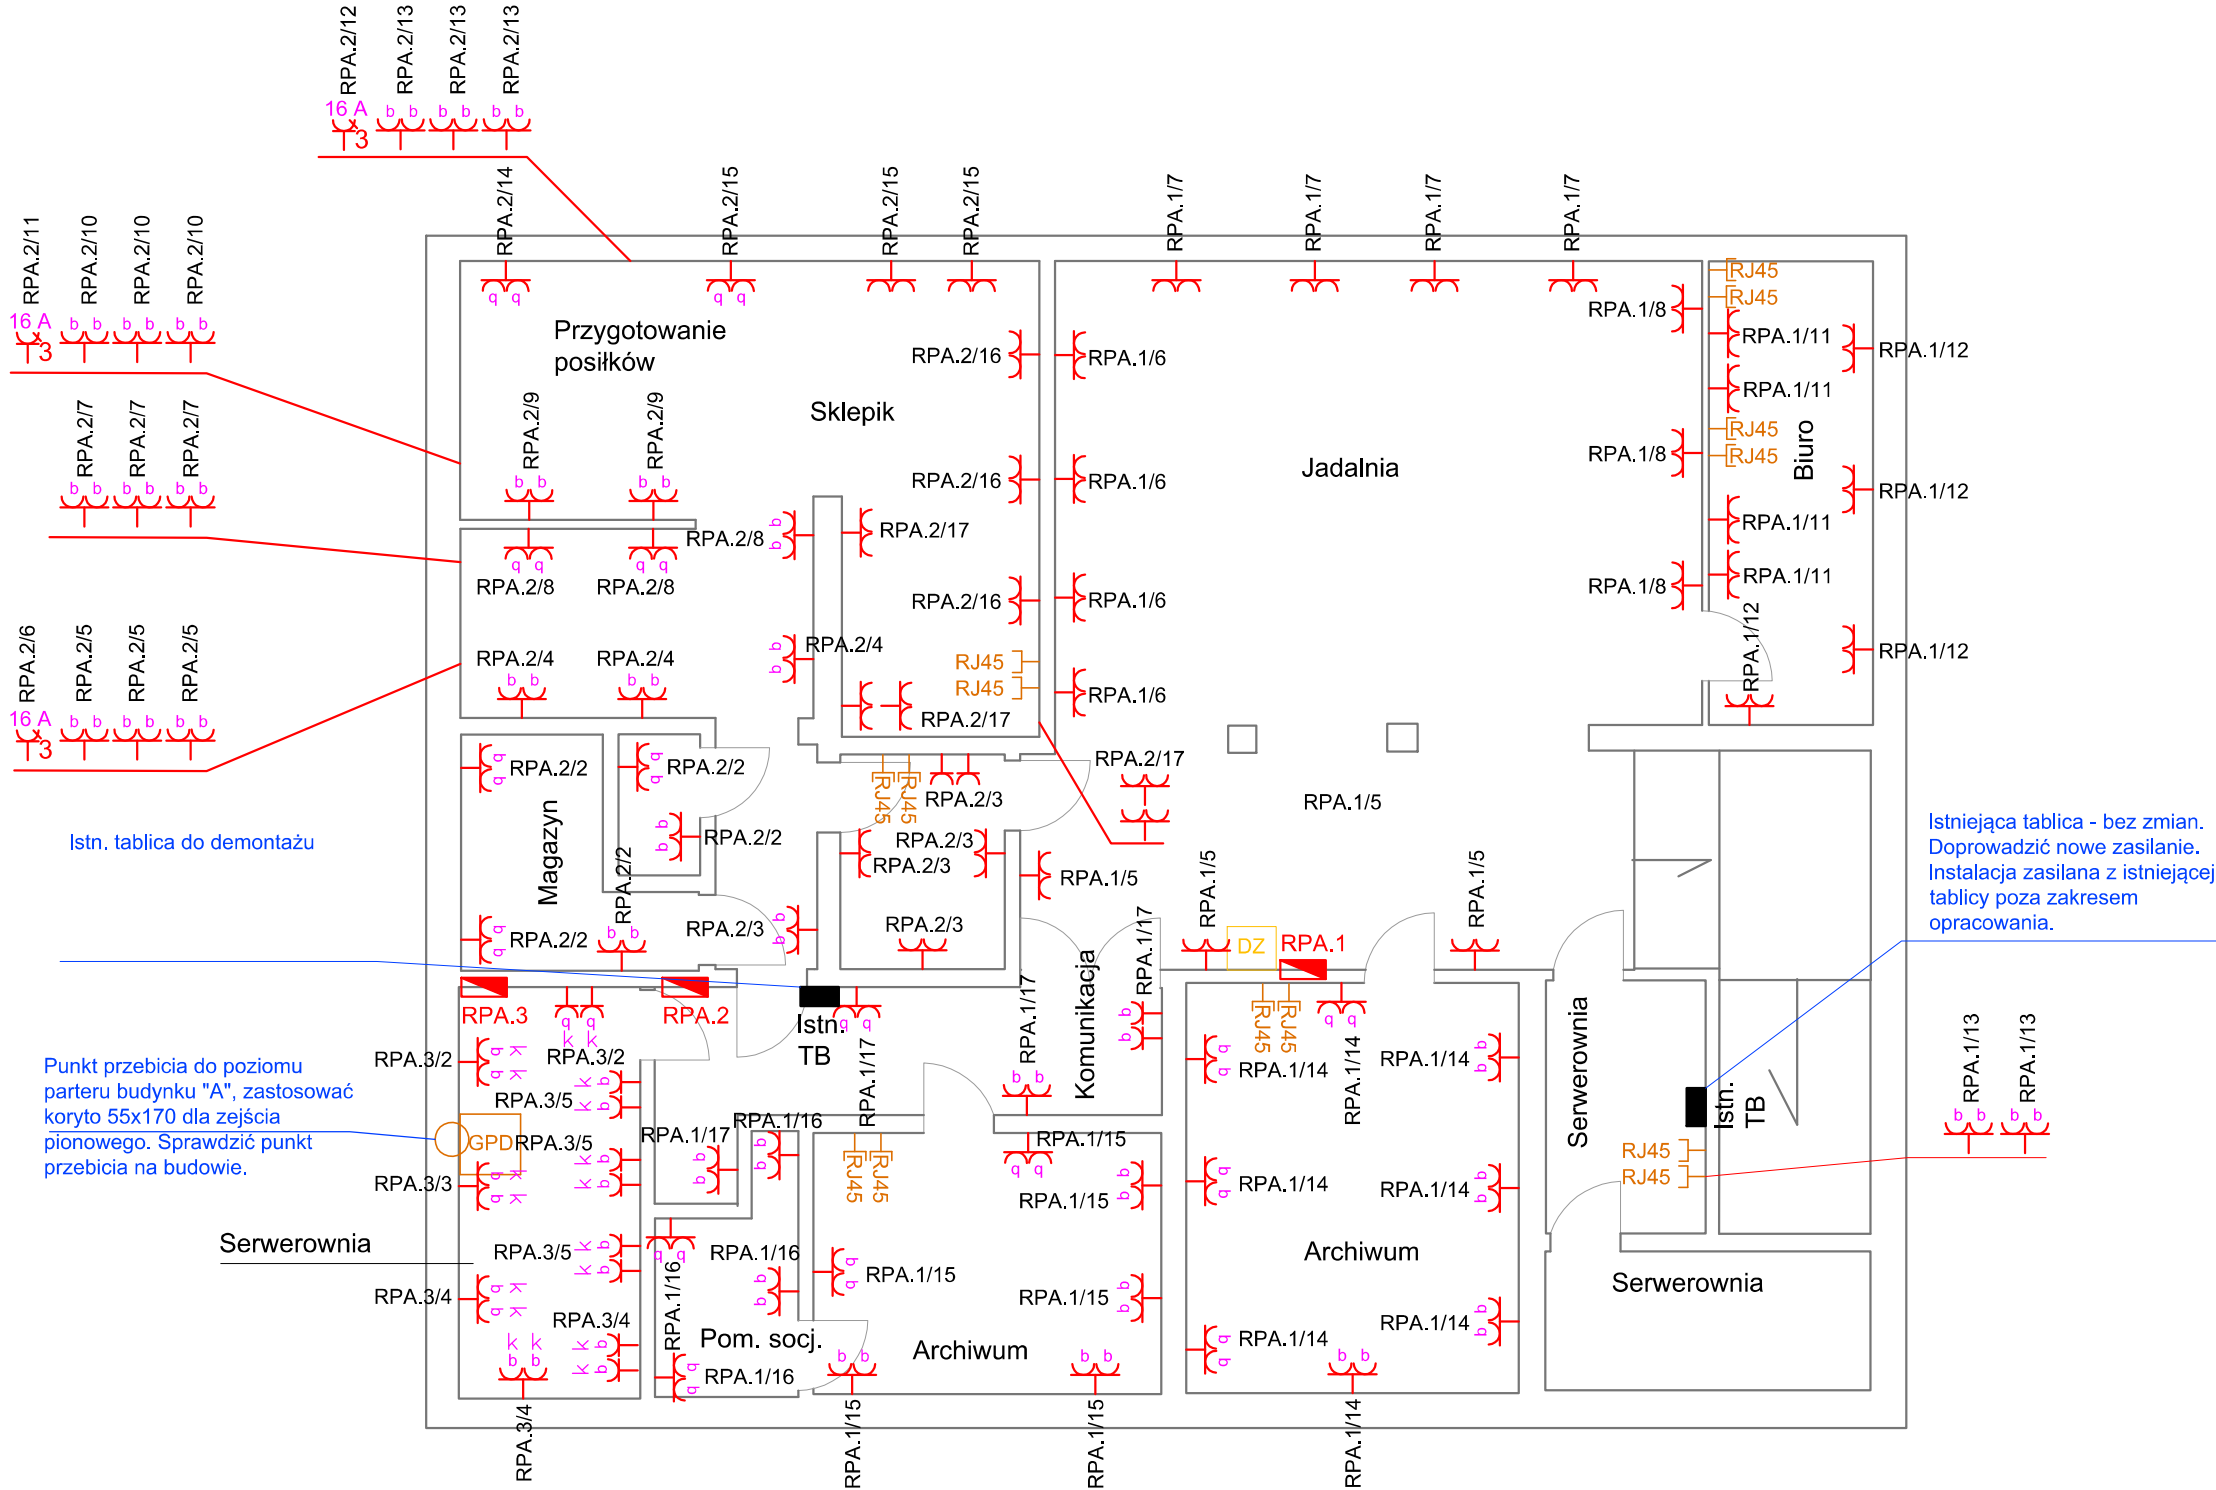 RPA.2/12
RPA.2/13
RPA.2/13
RPA.2/13
16 A
b b
b b
b b
3
RPA.2/11
RPA.2/10
RPA.2/10
RPA.2/10
16 A
b b
b b
b b
3
RPA.2/7
RPA.2/7
RPA.2/7
b b
b b
b b
RPA.2/6
RPA.2/5
RPA.2/5
RPA.2/5
16 A
b b
b b
b b
3
RPA.2/14
RPA.2/15
RPA.2/15
RPA.2/15
RPA.1/7
RPA.1/7
RPA.1/7
RPA.1/7
b b
b b
Przygotowanie
posiłków
Sklepik
Jadalnia
Biuro
RPA.2/9
RPA.2/9
b b
b b
RPA.2/16
RPA.2/16
RPA.2/16
RPA.1/6
RPA.1/6
RPA.1/6
RPA.1/6
RPA.1/8
RPA.1/8
RPA.1/8
RJ45
RJ45
RPA.1/11
RPA.1/11
RJ45
RJ45
RPA.1/11
RPA.1/11
RPA.1/12
RPA.1/12
RPA.1/12
RPA.1/12
RPA.2/8
b b
RPA.2/17
b b
b b
RPA.2/8
RPA.2/8
RPA.2/4
RPA.2/4
RPA.2/4
b b
b b
b b
RJ45
RJ45
RPA.2/17
RPA.2/17
RPA.2/2
b b
RPA.2/2
b b
RPA.2/2
b b
RPA.2/2
b b
RPA.2/2
b b
Magazyn
RJ45
RJ45
RPA.2/3
RPA.2/3
RPA.2/3
RPA.2/3
RPA.2/3
b b
RPA.1/5
RPA.1/5
RPA.1/5
RPA.1/5
DZ
RPA.1
Istn. tablica do demontażu
Istniejąca tablica - bez zmian.
Doprowadzić nowe zasilanie.
Instalacja zasilana z istniejącej
tablicy poza zakresem
opracowania.
RPA.3
RPA.2
Istn.
TB
b b
RPA.1/17
RPA.1/17
b b
RPA.1/17
b b
Komunikacja
Punkt przebicia do poziomu
parteru budynku "A", zastosować
koryto 55x170 dla zejścia
pionowego. Sprawdzić punkt
przebicia na budowie.
RPA.3/2
b b
k k
RPA.3/2
b b
k k
RPA.3/5
k b
k b
GPD
RPA.3/5
k b
k b
RPA.3/3
b b
k k
RPA.3/5
k b
k b
Serwerownia
RPA.3/4
b b
k k
RPA.3/4
k b
k b
k k
b b
RPA.3/4
RPA.1/17
b b
RPA.1/16
b b
RPA.1/16
b b
RPA.1/16
b b
RPA.1/16
b b
Pom. socj.
RJ45
RJ45
RPA.1/15
b b
RPA.1/15
b b
RPA.1/15
b b
RPA.1/15
b b
Archiwum
b b
b b
RPA.1/15
RPA.1/15
RJ45
RJ45
b b
RPA.1/14
RPA.1/14
b b
RPA.1/14
b b
RPA.1/14
b b
RPA.1/14
b b
Archiwum
RPA.1/14
b b
RPA.1/14
b b
b b
RPA.1/14
Serwerownia
Istn.
TB
RJ45
RJ45
Serwerownia
RPA.1/13
RPA.1/13
b b
b b